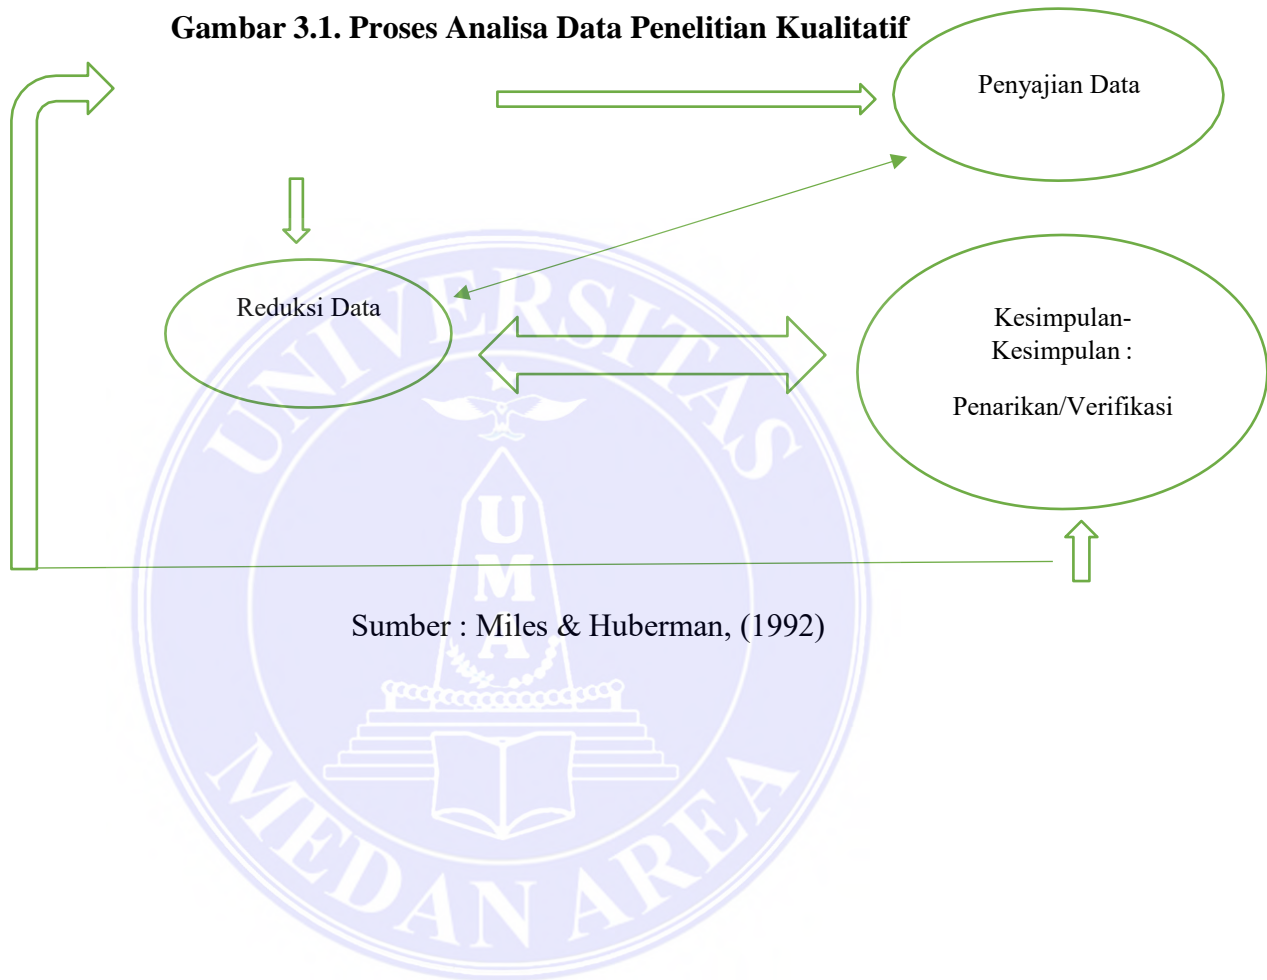 Gambar 3.1. Proses Analisa Data Penelitian Kualitatif
Penyajian Data
Reduksi Data
Kesimpulan-
Kesimpulan :
Penarikan/Verifikasi
Sumber : Miles & Huberman, (1992)
UNIVERSITAS
UMA
MEDAN AREA